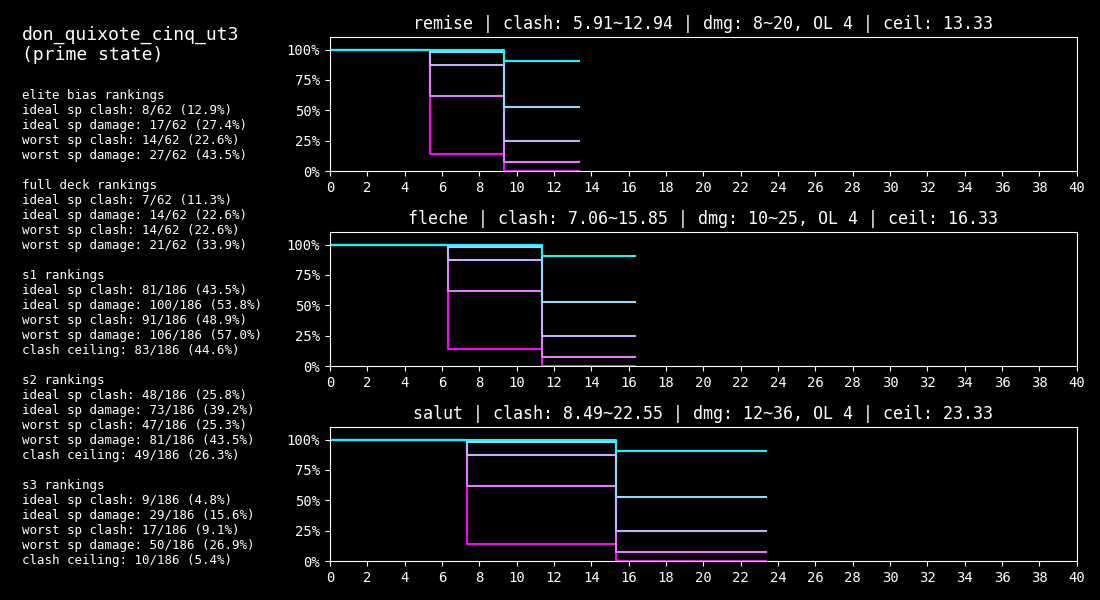 don_quixote_cinq_ut3
(prime state)
elite bias rankings
ideal sp clash: 8/62 (12.9%)
ideal sp damage: 17/62 (27.4%)
worst sp clash: 14/62 (22.6%)
worst sp damage: 27/62 (43.5%)
full deck rankings
ideal sp clash: 7/62 (11.3%)
ideal sp damage: 14/62 (22.6%)
worst sp clash: 14/62 (22.6%)
worst sp damage: 21/62 (33.9%)
s1 rankings
ideal sp clash: 81/186 (43.5%)
ideal sp damage: 100/186 (53.8%)
worst sp clash: 91/186 (48.9%)
worst sp damage: 106/186 (57.0%)
clash ceiling: 83/186 (44.6%)
s2 rankings
ideal sp clash: 48/186 (25.8%)
ideal sp damage: 73/186 (39.2%)
worst sp clash: 47/186 (25.3%)
worst sp damage: 81/186 (43.5%)
clash ceiling: 49/186 (26.3%)
s3 rankings
ideal sp clash: 9/186 (4.8%)
ideal sp damage: 29/186 (15.6%)
worst sp clash: 17/186 (9.1%)
worst sp damage: 50/186 (26.9%)
clash ceiling: 10/186 (5.4%)
remise | clash: 5.91~12.94 | dmg: 8~20, OL 4 | ceil: 13.33
100%
75%
50%
25%
0%
0 2 4 6 8 10 12 14 16 18 20 22 24 26 28 30 32 34 36 38 40
fleche | clash: 7.06~15.85 | dmg: 10~25, OL 4 | ceil: 16.33
100%
75%
50%
25%
0%
0 2 4 6 8 10 12 14 16 18 20 22 24 26 28 30 32 34 36 38 40
salut | clash: 8.49~22.55 | dmg: 12~36, OL 4 | ceil: 23.33
100%
75%
50%
25%
0%
0 2 4 6 8 10 12 14 16 18 20 22 24 26 28 30 32 34 36 38 40